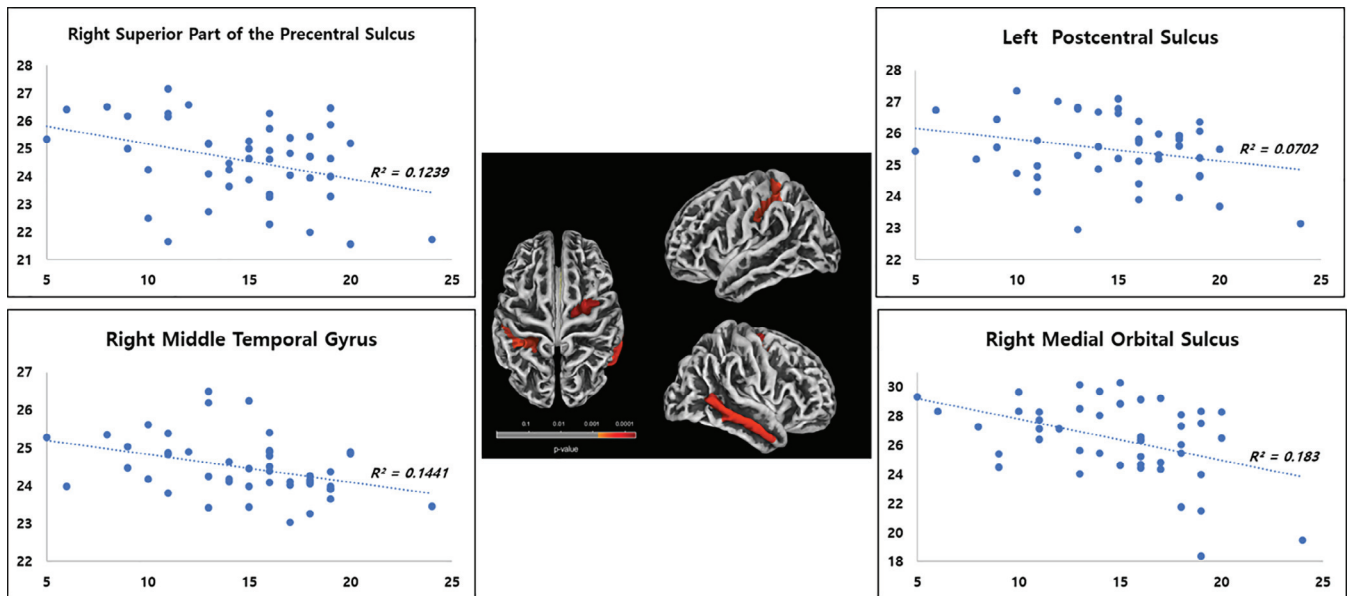 Right Superior Part of the Precentral Sulcus
28
27
26
25
24
23
22
21
5 10 15 20 25
R² = 0.1239
Left Postcentral Sulcus
28
27
26
25
24
23
22
5 10 15 20 25
R² = 0.0702
0.1 0.01 0.001 0.0001
p-value
Right Middle Temporal Gyrus
27
26
25
24
23
22
5 10 15 20 25
R² = 0.1441
Right Medial Orbital Sulcus
30
28
26
24
22
20
18
5 10 15 20 25
R² = 0.183